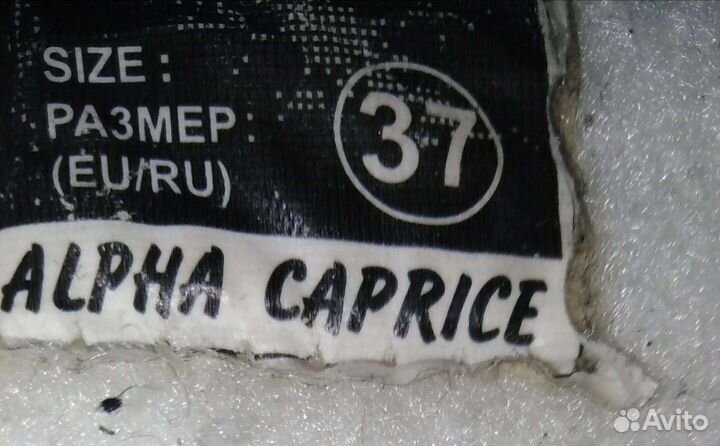 SIZE :
РАЗМЕР :
(EU/RU)
37
ALPHA CAPRICE
Avito